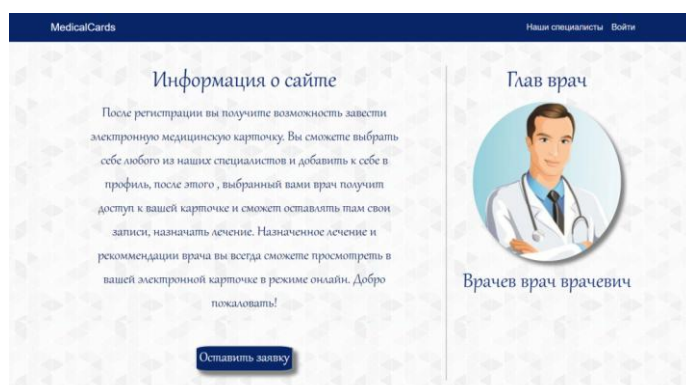 MedicalCards
Наши специалисты Войти
Информация о сайте
После регистрации вы получите возможность завести
электронную медицинскую карточку. Вы сможете выбрать
себе любого из наших специалистов и добавить к себе в
профиль, после этого , выбранный вами врач получит
доступ к вашей карточке и сможет оставлять там свои
записи, назначать лечение. Назначенное лечение и
рекоммендации врача вы всегда сможете просмотреть в
вашей электронной карточке в режиме онлайн. Добро
пожаловать!
Оставить заявку
Глав врач
Врачев врач врачевич